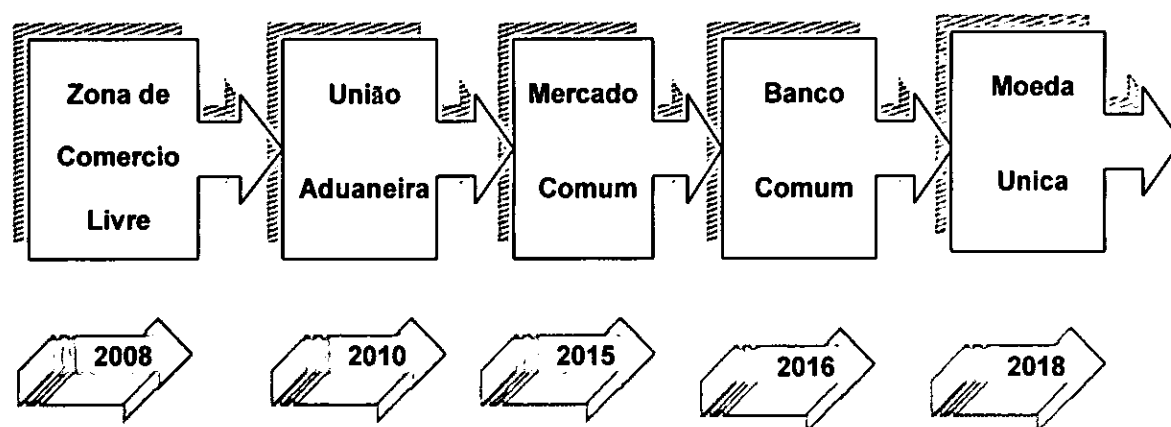 Zona de
Comercio
Livre
União
Aduaneira
Mercado
Comum
Banco
Comum
Moeda
Unica
2008
2010
2015
2016
2018